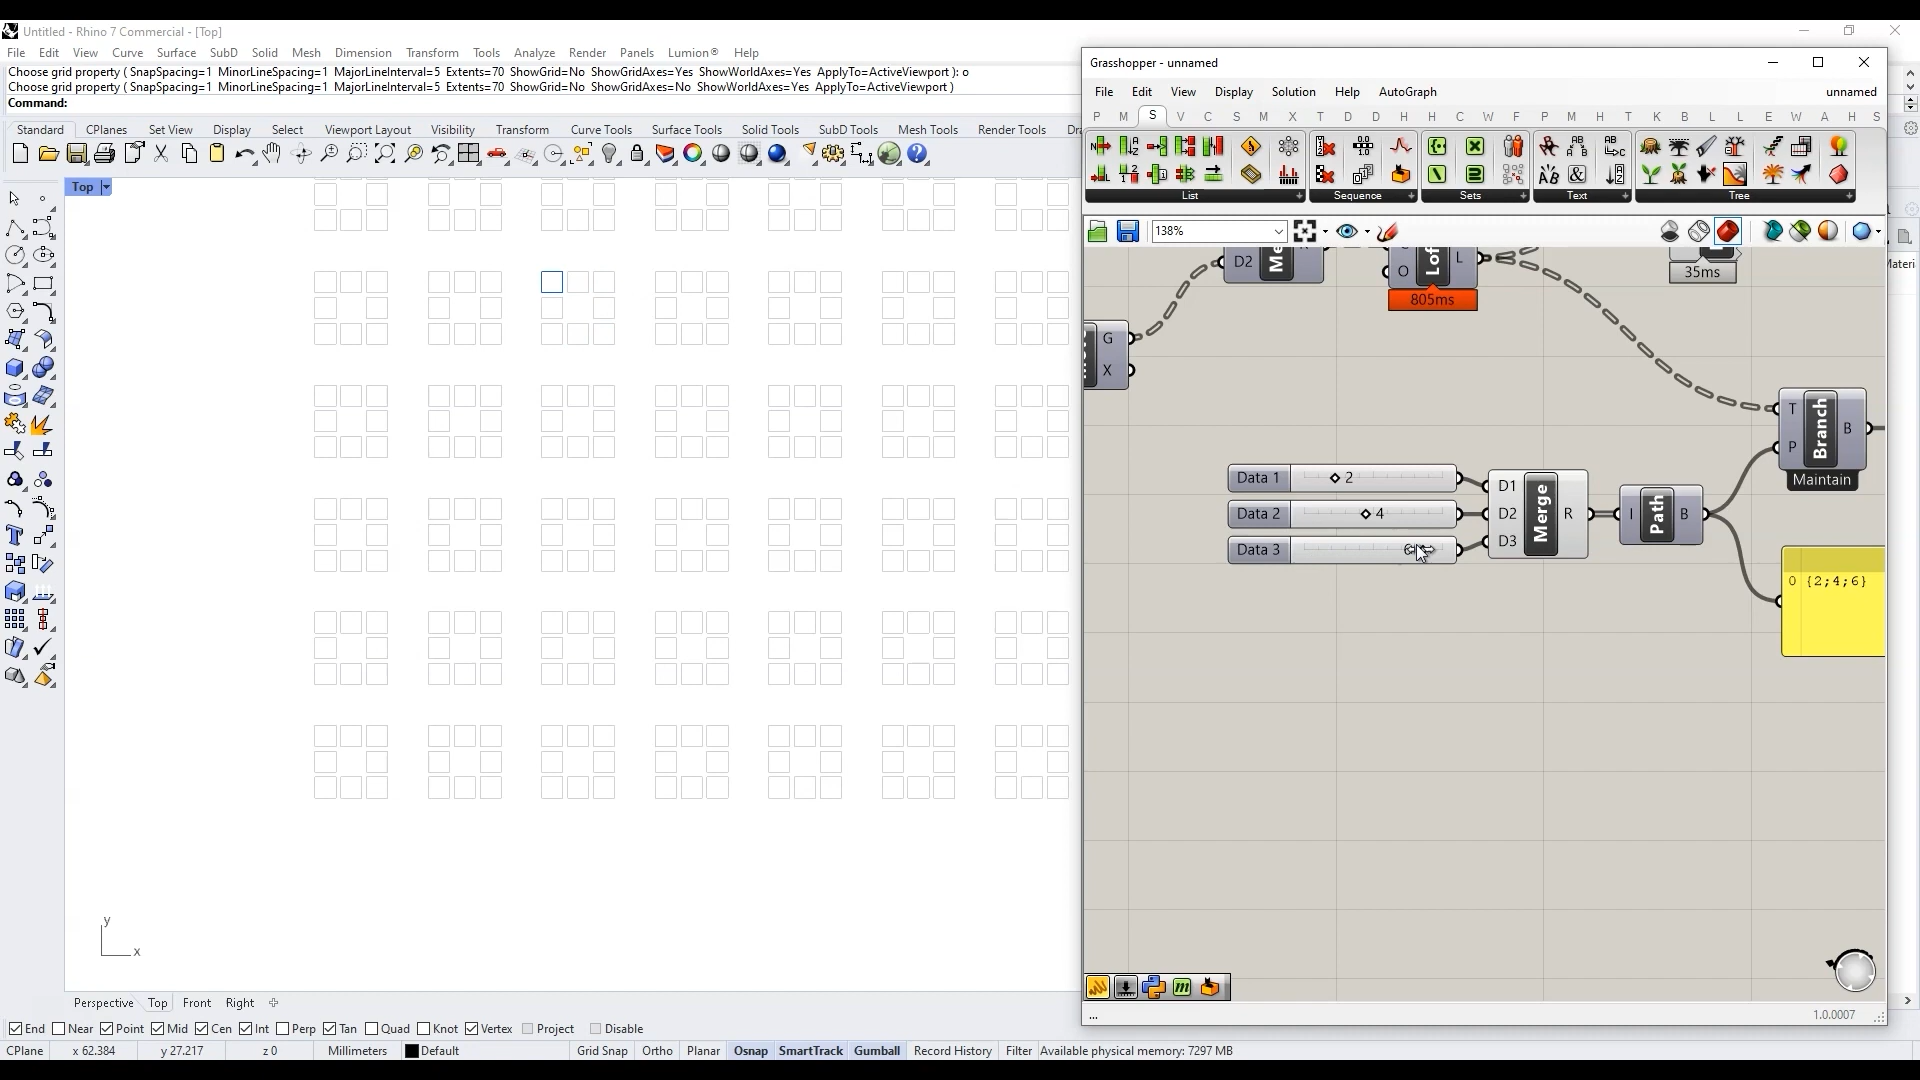 Untitled - Rhino 7 Commercial - [Top]
File Edit View Curve Surface SubD Solid Mesh Dimension Transform Tools Analyze Render Panels Lumion® Help
Choose grid property ( SnapSpacing=1 MinorLineSpacing=1 MajorLineInterval=5 Extents=70 ShowGrid=No ShowGridAxes=Yes ShowWorldAxes=Yes ApplyTo=ActiveViewport ): o
Choose grid property ( SnapSpacing=1 MinorLineSpacing=1 MajorLineInterval=5 Extents=70 ShowGrid=No ShowGridAxes=No ShowWorldAxes=Yes ApplyTo=ActiveViewport )
Command:
Standard CPlanes Set View Display Select Viewport Layout Visibility Transform Curve Tools Surface Tools Solid Tools SubD Tools Mesh Tools Render Tools
Top
Grasshopper - unnamed
File Edit View Display Solution Help AutoGraph unnamed
P M S V C S M X T D D H H C W S P M H T K B L L E W A H S
List Sequence Sets Text Tree
138%
D2
O
L
805ms
35ms
G
X
T
P
Branch
B
Maintain
Data 1 2
Data 2 4
Data 3
D1
D2
D3
Merge
R
I
Path
B
0 {2;4;6}
y
x
Perspective Top Front Right
End Near Point Mid Cen Int Perp Tan Quad Knot Vertex Project Disable
... 1.0.0007
CPlane x 62.384 y 27.217 z 0 Millimeters Default Grid Snap Ortho Planar Osnap SmartTrack Gumball Record History Filter Available physical memory: 7297 MB